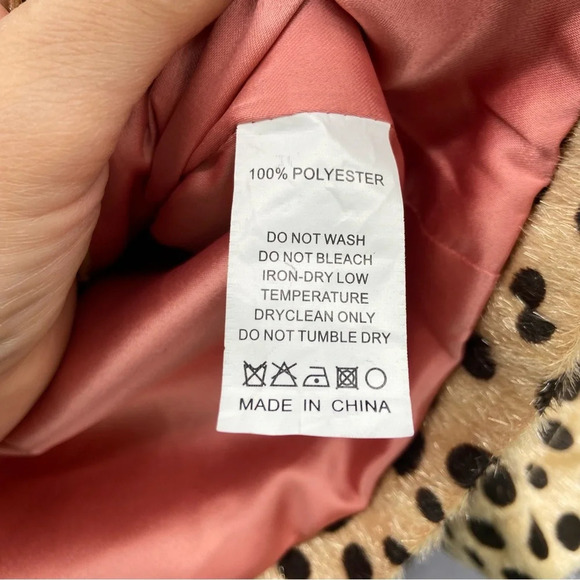 100% POLYESTER
DO NOT WASH
DO NOT BLEACH
IRON-DRY LOW
TEMPERATURE
DRYCLEAN ONLY
DO NOT TUMBLE DRY
MADE IN CHINA